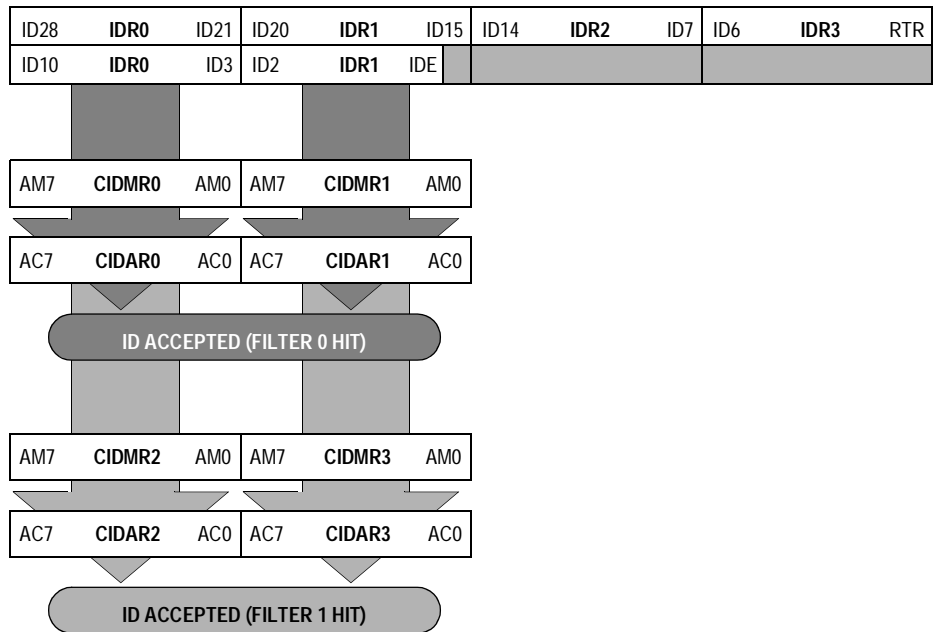 ID28 IDR0 ID21 ID20 IDR1 ID15 ID14 IDR2 ID7 ID6 IDR3 RTR
ID10 IDR0 ID3 ID2 IDR1 IDE
AM7 CIDMR0 AM0 AM7 CIDMR1 AM0
AC7 CIDAR0 AC0 AC7 CIDAR1 AC0
ID ACCEPTED (FILTER 0 HIT)
AM7 CIDMR2 AM0 AM7 CIDMR3 AM0
AC7 CIDAR2 AC0 AC7 CIDAR3 AC0
ID ACCEPTED (FILTER 1 HIT)